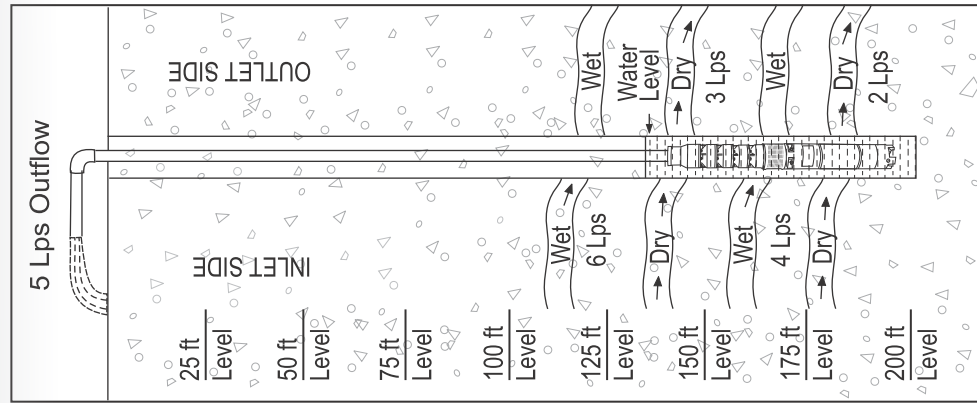 5 Lps Outflow
OUTLET SIDE
INLET SIDE
Wet
Water
Level
Dry
3 Lps
Wet
Dry
2 Lps
Wet
6 Lps
Dry
Wet
4 Lps
Dry
25 ft
Level
50 ft
Level
75 ft
Level
100 ft
Level
125 ft
Level
150 ft
Level
175 ft
Level
200 ft
Level